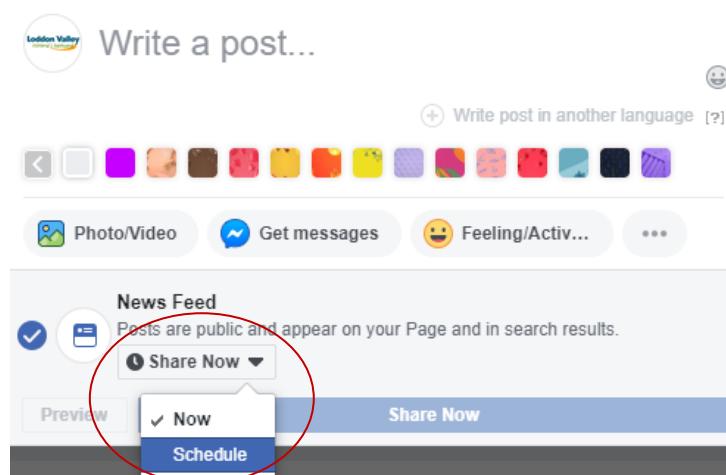 Loddon Valley
Write a post...
Write post in another language [?]
Photo/Video
Get messages
Feeling/Activ...
News Feed
Posts are public and appear on your Page and in search results.
Share Now
Preview
Share Now
Now
Schedule